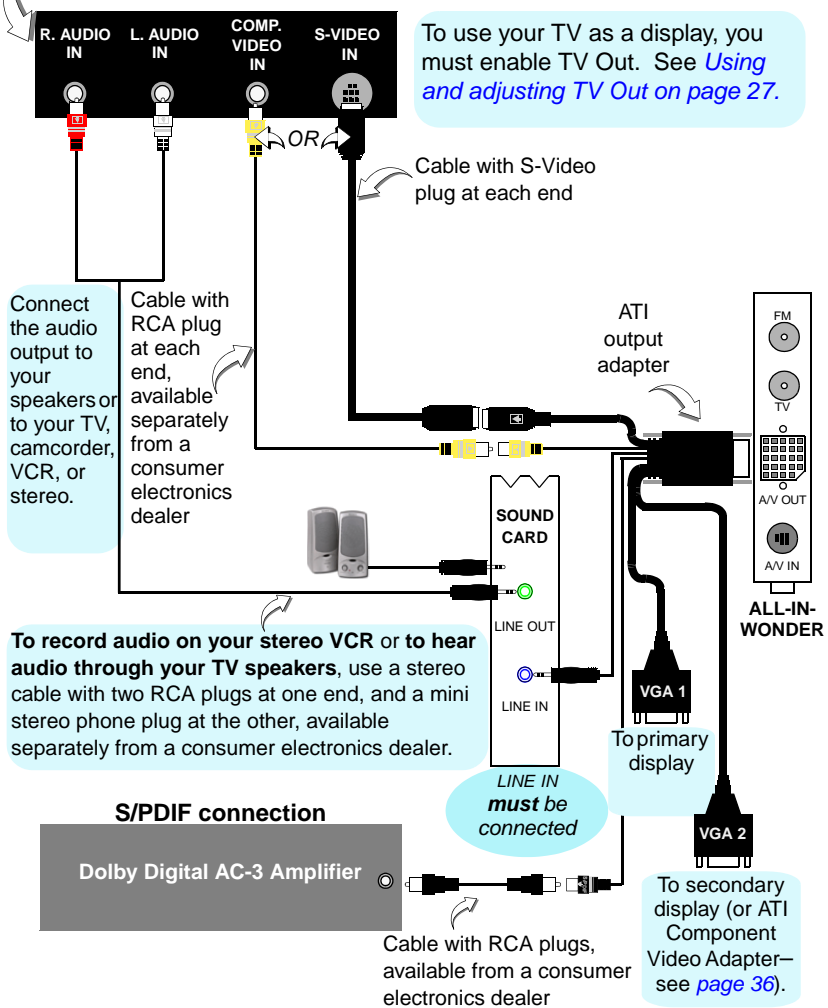 R. AUDIO
IN
L. AUDIO
IN
COMP.
VIDEO
IN
S-VIDEO
IN
To use your TV as a display, you
must enable TV Out. See Using
and adjusting TV Out on page 27.
OR
Cable with S-Video
plug at each end
Connect
the audio
output to
your
speakers or
to your TV,
camcorder,
VCR, or
stereo.
Cable with
RCA plug
at each
end,
available
separately
from a
consumer
electronics
dealer
ATI
output
adapter
FM
TV
A/V OUT
A/V IN
ALL-IN-
WONDER
SOUND
CARD
LINE OUT
LINE IN
To record audio on your stereo VCR or to hear
audio through your TV speakers, use a stereo
cable with two RCA plugs at one end, and a mini
stereo phone plug at the other, available
separately from a consumer electronics dealer.
LINE IN
must be
connected
VGA 1
To primary
display
VGA 2
To secondary
display (or ATI
Component
Video Adapter–
see page 36).
S/PDIF connection
Dolby Digital AC-3 Amplifier
Cable with RCA plugs,
available from a consumer
electronics dealer